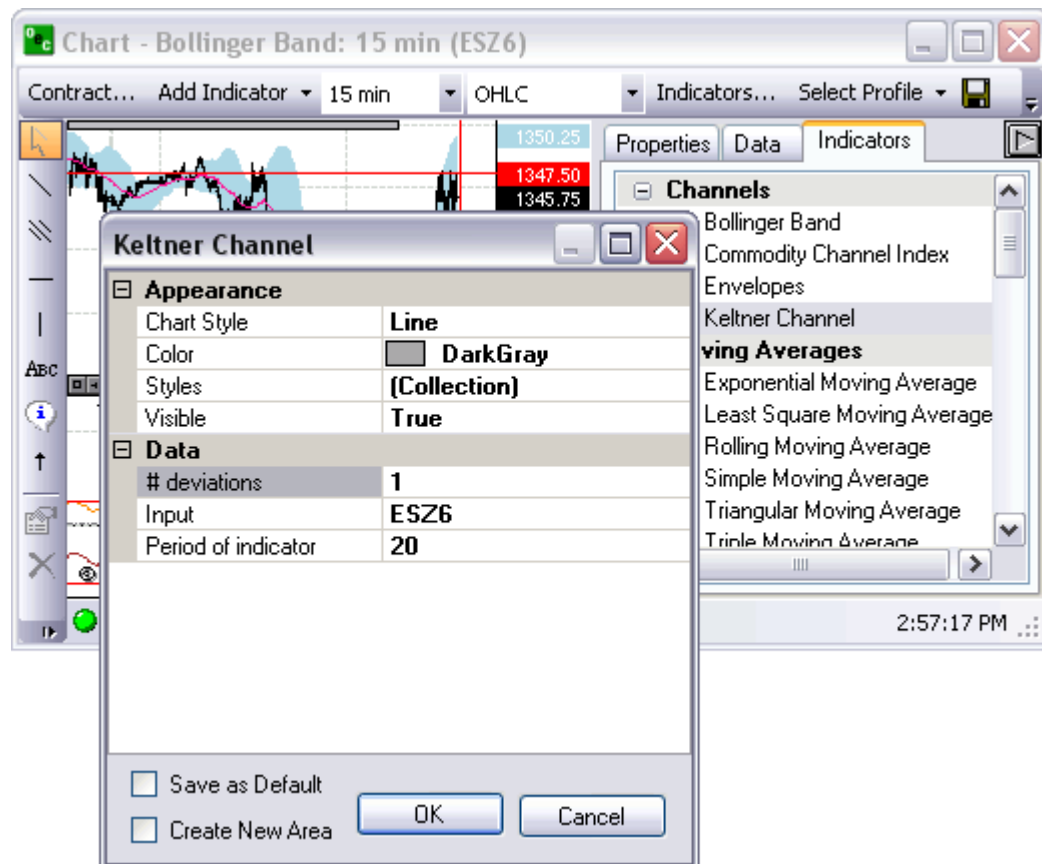 OEC Chart - Bollinger Band: 15 min (ESZ6)
Contract... Add Indicator 15 min OHLC Indicators... Select Profile
1350.25
1347.50
1345.75
Properties Data Indicators
Channels
Bollinger Band
Commodity Channel Index
Envelopes
Keltner Channel
ving Averages
Exponential Moving Average
Least Square Moving Average
Rolling Moving Average
Simple Moving Average
Triangular Moving Average
Triple Moving Average
ABC
Keltner Channel
Appearance
Chart Style Line
Color DarkGray
Styles (Collection)
Visible True
Data
# deviations 1
Input ESZ6
Period of indicator 20
Save as Default
Create New Area
OK Cancel
2:57:17 PM